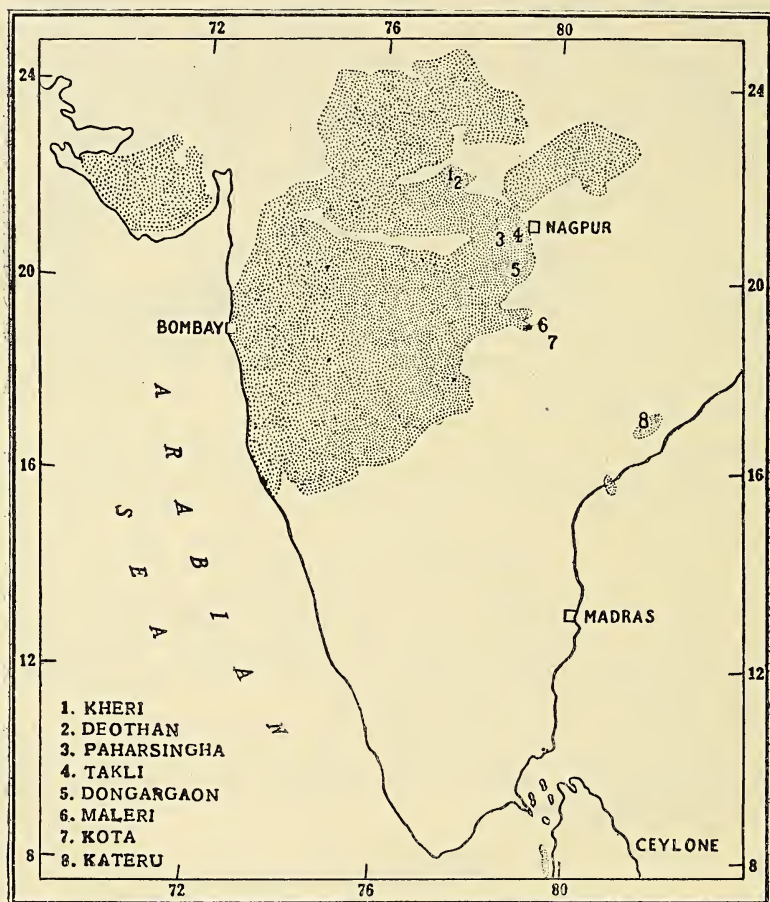 72 76 80
24 24
1 2
3 4 NAGPUR
5
20 20
BOMBAY 6
7
8
16 16
ARABIAN
SEA
MADRAS
12 12
1. KHERI
2. DEOTHAN
3. PAHARSINGHA
4. TAKLI
5. DONGARGAON
6. MALERI
7. KOTA
8. KATERU
CEYLONE
8 8
72 76 80